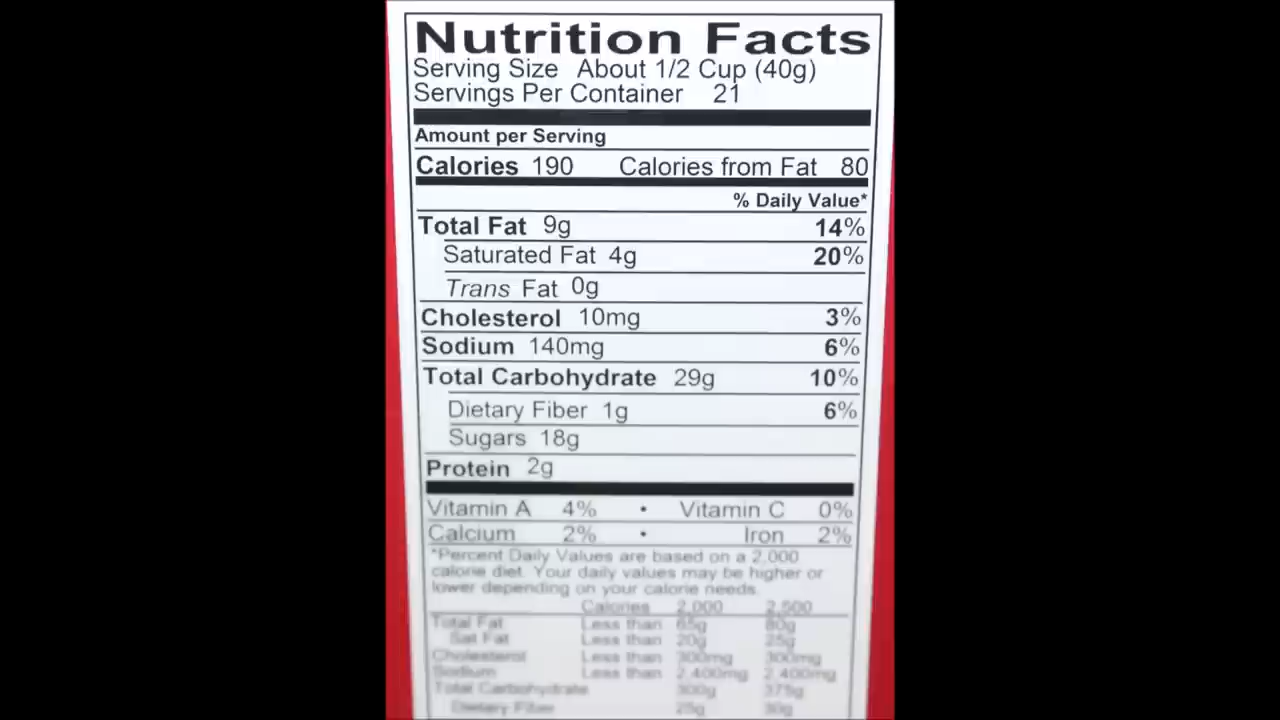 Nutrition Facts
Serving Size About 1/2 Cup (40g)
Servings Per Container 21
Amount per Serving
Calories 190 Calories from Fat 80
% Daily Value*
Total Fat 9g 14%
Saturated Fat 4g 20%
Trans Fat 0g
Cholesterol 10mg 3%
Sodium 140mg 6%
Total Carbohydrate 29g 10%
Dietary Fiber 1g 6%
Sugars 18g
Protein 2g
Vitamin A 4% • Vitamin C 0%
Calcium 2% • Iron 2%
*Percent Daily Values are based on a 2,000
calorie diet. Your daily values may be higher or
lower depending on your calorie needs.
Calories 2,000 2,500
Total Fat Less than 65g 80g
Sat Fat Less than 20g 25g
Cholesterol Less than 300mg 300mg
Sodium Less than 2,400mg 2,400mg
Total Carbohydrate 300g 375g
Dietary Fiber 25g 30g